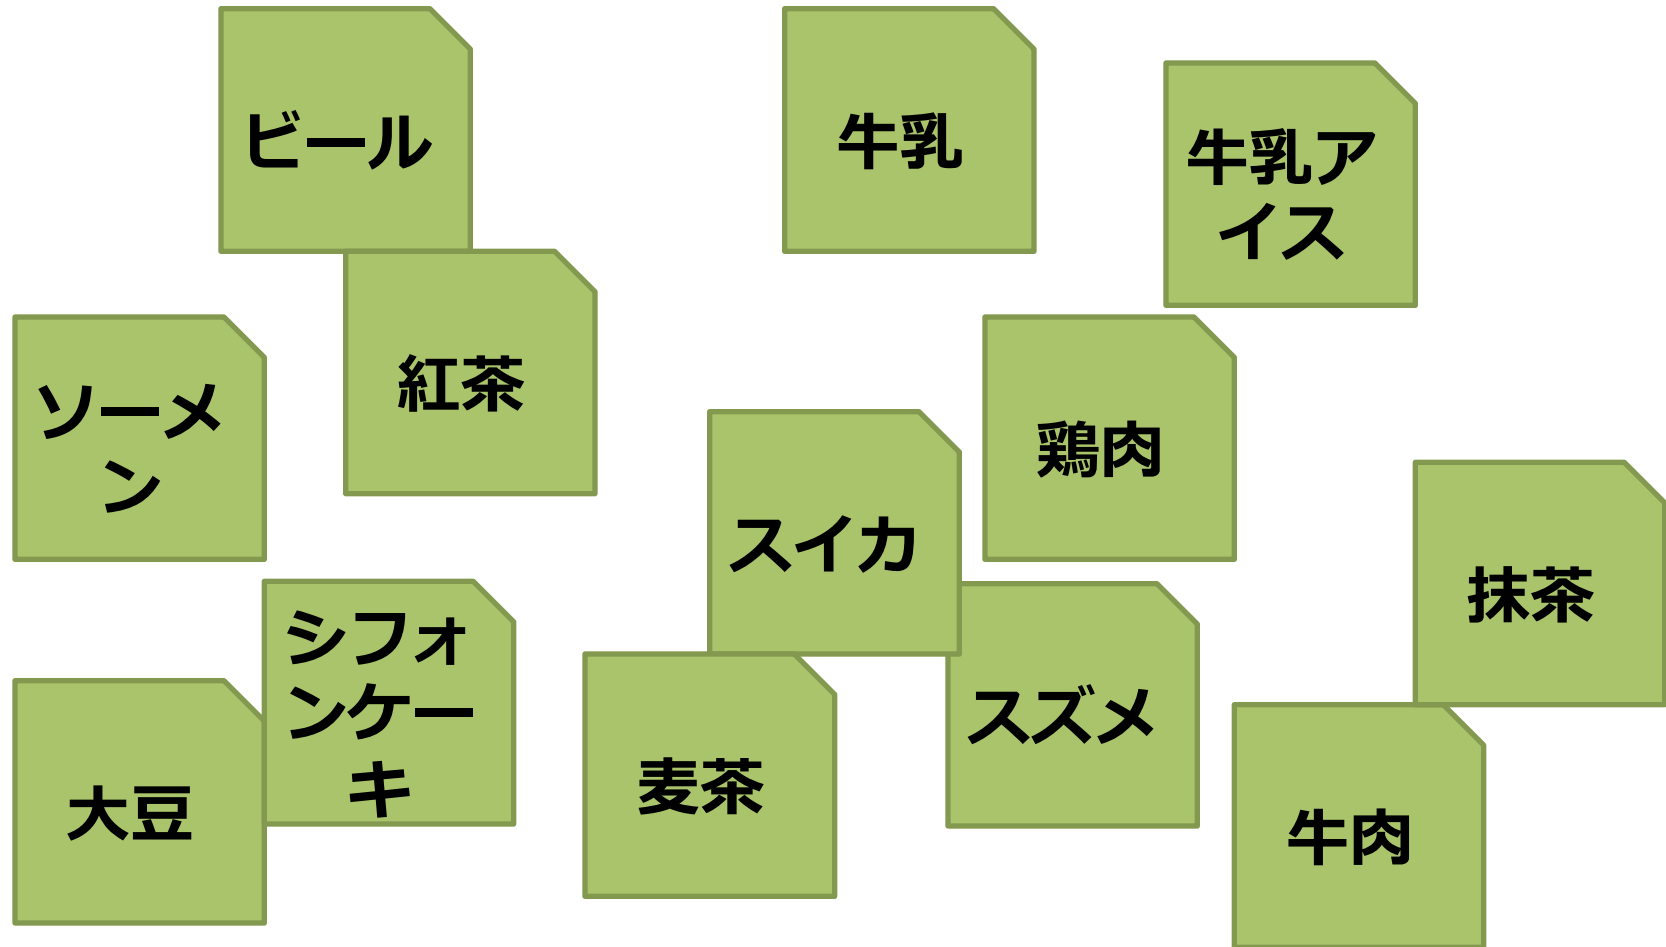 ビール
牛乳
牛乳ア
イス
紅茶
ソーメ
ン
鶏肉
スイカ
抹茶
シフォ
ンケー
キ
スズメ
麦茶
大豆
牛肉